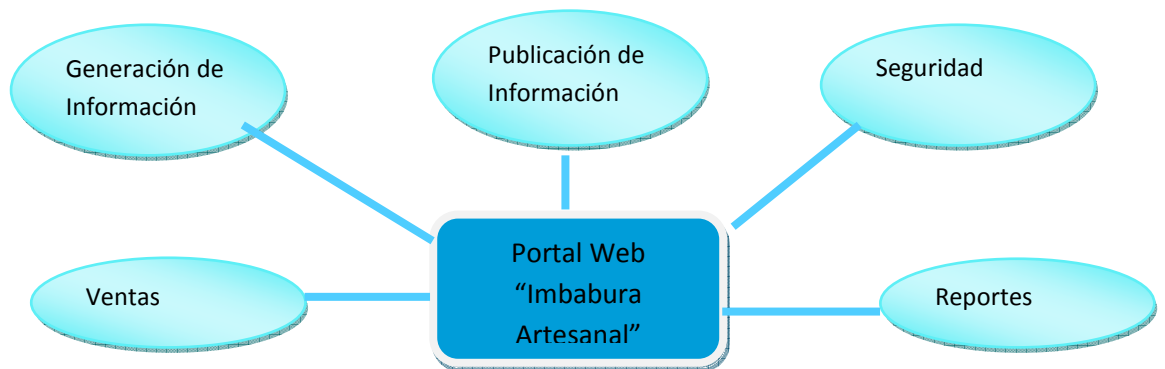 Generación de
Información
Publicación de
Información
Seguridad
Ventas
Portal Web
“Imbabura
Artesanal”
Reportes